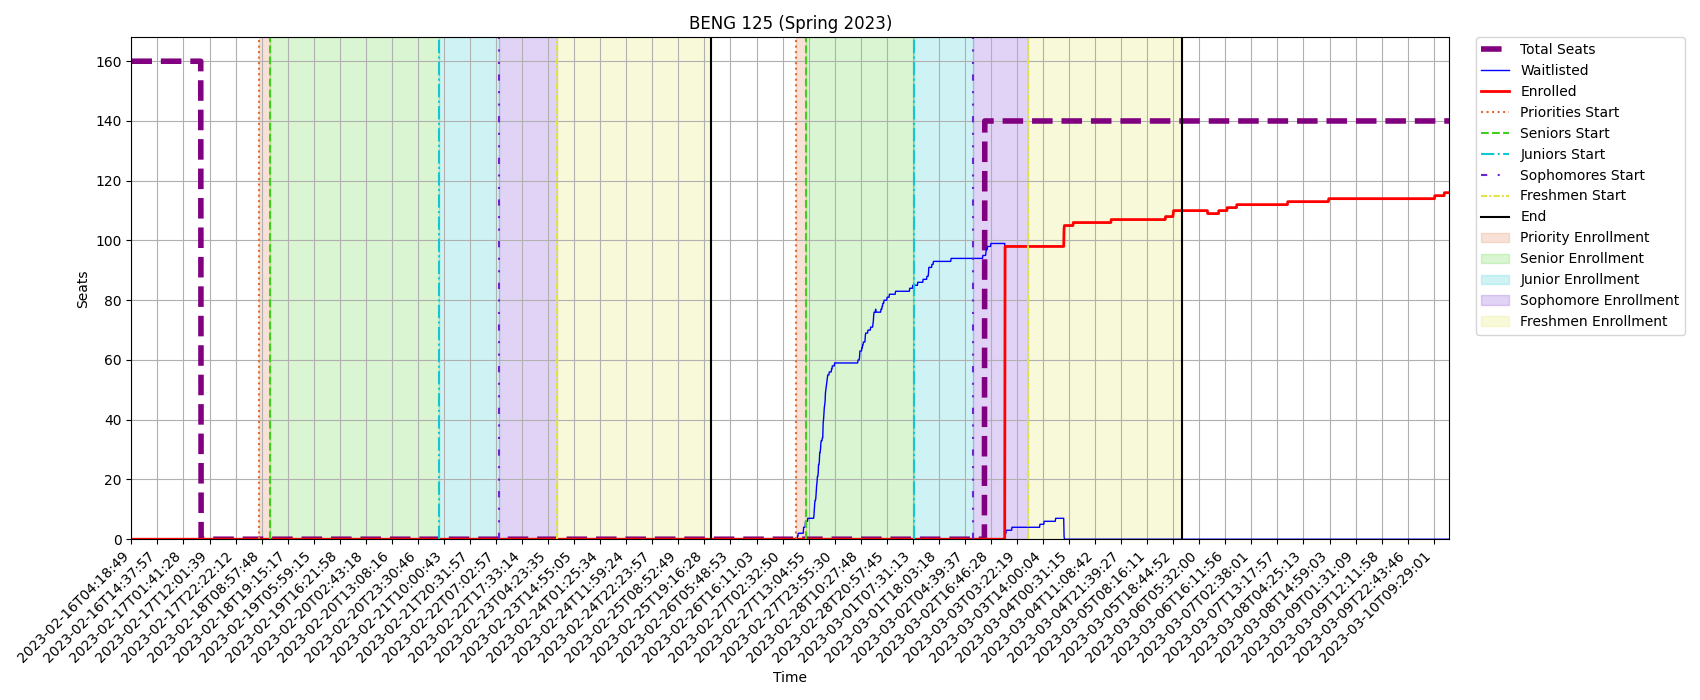 BENG 125 (Spring 2023)
160
140
120
100
80
60
40
20
0
Seats
2023-02-16T04:18:49
2023-02-16T14:37:57
2023-02-17T01:41:28
2023-02-17T12:01:39
2023-02-17T22:22:12
2023-02-18T08:57:48
2023-02-18T19:15:17
2023-02-19T05:59:15
2023-02-19T16:21:58
2023-02-20T02:43:18
2023-02-20T13:08:16
2023-02-20T23:30:46
2023-02-21T10:00:43
2023-02-21T20:31:57
2023-02-22T07:02:57
2023-02-22T17:33:14
2023-02-23T04:23:35
2023-02-23T14:55:05
2023-02-24T01:25:34
2023-02-24T11:59:24
2023-02-24T22:23:57
2023-02-25T08:52:49
2023-02-25T19:16:28
2023-02-26T05:48:53
2023-02-26T16:11:03
2023-02-27T02:32:50
2023-02-27T13:04:55
2023-02-27T23:55:30
2023-02-28T10:27:48
2023-02-28T20:57:45
2023-03-01T07:31:13
2023-03-01T18:03:18
2023-03-02T04:39:37
2023-03-02T16:46:28
2023-03-03T03:22:19
2023-03-03T14:00:04
2023-03-04T00:31:15
2023-03-04T11:08:42
2023-03-04T21:39:27
2023-03-05T08:16:11
2023-03-05T18:44:52
2023-03-06T05:32:00
2023-03-06T16:11:56
2023-03-07T02:38:01
2023-03-07T13:17:57
2023-03-08T04:25:13
2023-03-08T14:59:03
2023-03-09T01:31:09
2023-03-09T12:11:58
2023-03-09T22:43:46
2023-03-10T09:29:01
Time
Total Seats
Waitlisted
Enrolled
Priorities Start
Seniors Start
Juniors Start
Sophomores Start
Freshmen Start
End
Priority Enrollment
Senior Enrollment
Junior Enrollment
Sophomore Enrollment
Freshmen Enrollment